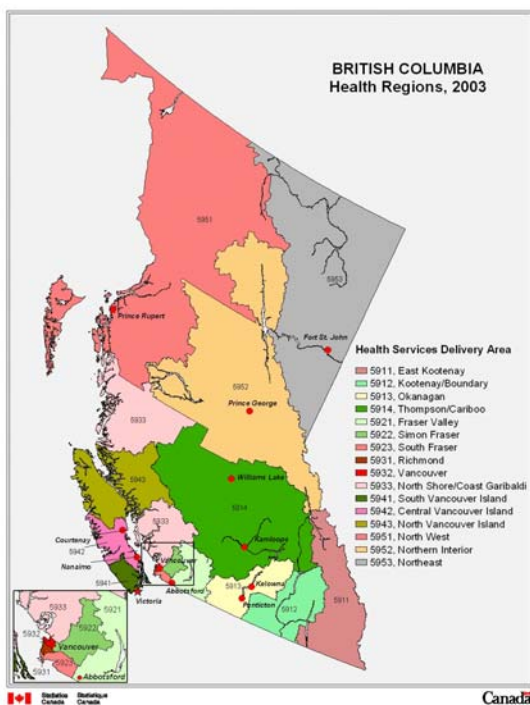 BRITISH COLUMBIA
Health Regions, 2003
5951
5953
Prince Rupert
Fort St. John
5952
Prince George
5933
5943
Williams Lake
5914
5933
Courtenay
5942
Kamloops
Nanaimo
Vancouver
5941
Abbotsford
Victoria
5913
Kelowna
Penticton
5912
5911
Health Services Delivery Area
5911, East Kootenay
5912, Kootenay/Boundary
5913, Okanagan
5914, Thompson/Cariboo
5921, Fraser Valley
5922, Simon Fraser
5923, South Fraser
5931, Richmond
5932, Vancouver
5933, North Shore/Coast Garibaldi
5941, South Vancouver Island
5942, Central Vancouver Island
5943, North Vancouver Island
5951, North West
5952, Northern Interior
5953, Northeast
5933
5921
5922
5932
Vancouver
5923
5931
Abbotsford
Statistics Statistique
Canada Canada
Canada